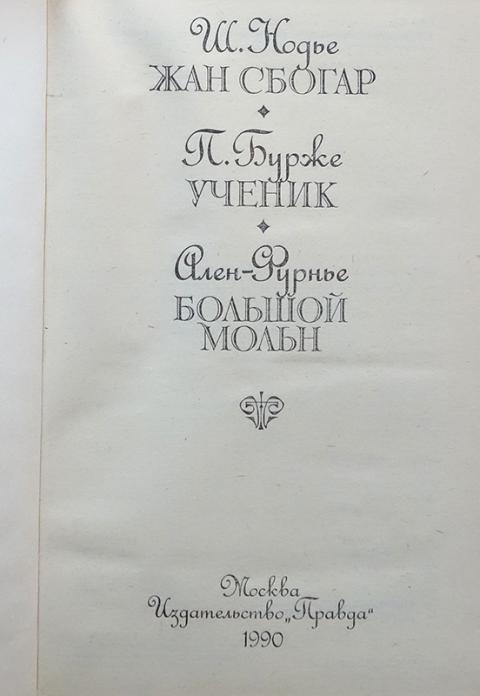 Ш. Нодье
ЖАН СБОГАР
П. Бурже
УЧЕНИК
Ален-Фурнье
БОЛЬШОЙ
МОЛЬН
Москва
Издательство „Правда“
1990